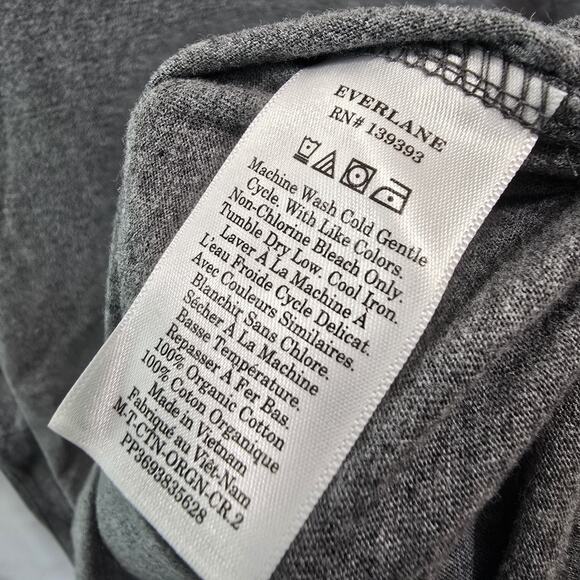 EVERLANE
RN# 139393
Machine Wash Cold Gentle
Cycle, With Like Colors.
Non-Chlorine Bleach Only.
Tumble Dry Low. Cool Iron.
Laver À La Machine À
L'eau Froide Cycle Delicat.
Avec Couleurs Similaires.
Blanchir Sans Chlore.
Sécher À La Machine
Basse Température.
Repasser À Fer Bas.
100% Organic Cotton
100% Coton Organique
Made in Vietnam
Fabriqué au Viêt-Nam
M-T-CTN-ORGN-CR.2
PP3693835628